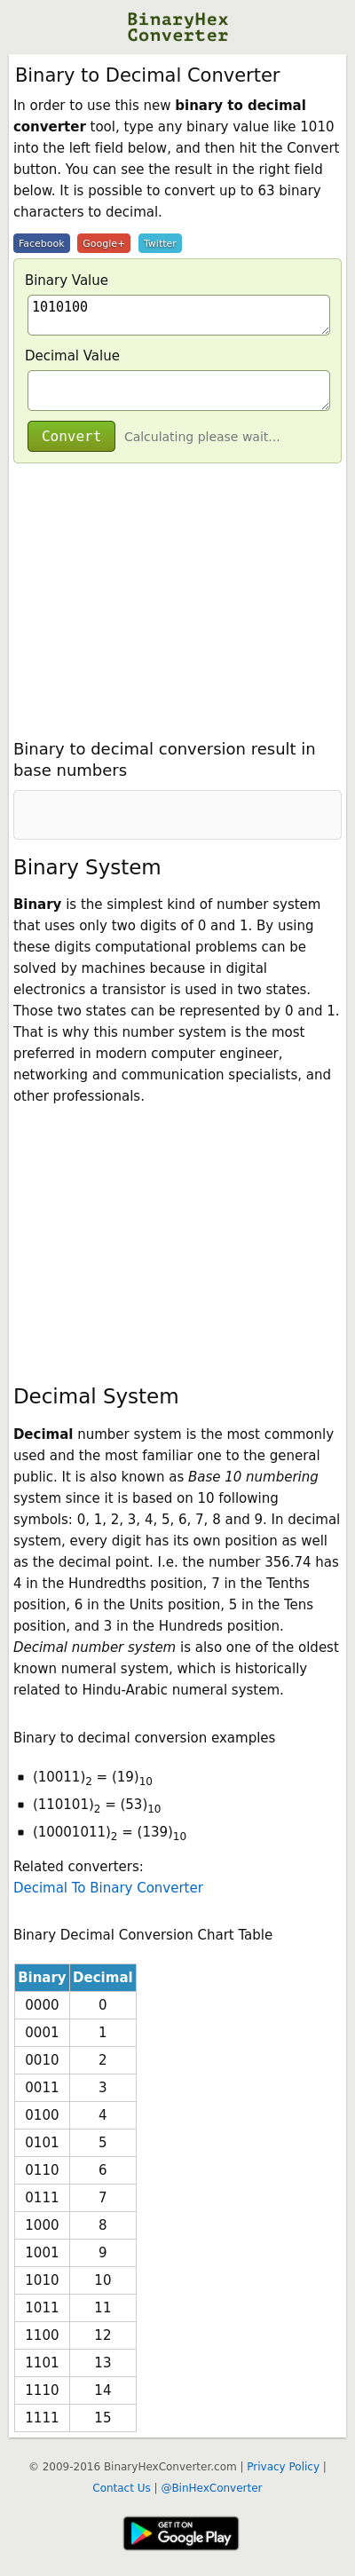 BinaryHex
Converter
Binary to Decimal Converter
In order to use this new binary to decimal
converter tool, type any binary value like 1010
into the left field below, and then hit the Convert
button. You can see the result in the right field
below. It is possible to convert up to 63 binary
characters to decimal.
Facebook Google+ Twitter
Binary Value
1010100
Decimal Value
Convert Calculating please wait...
Binary to decimal conversion result in
base numbers
Binary System
Binary is the simplest kind of number system
that uses only two digits of 0 and 1. By using
these digits computational problems can be
solved by machines because in digital
electronics a transistor is used in two states.
Those two states can be represented by 0 and 1.
That is why this number system is the most
preferred in modern computer engineer,
networking and communication specialists, and
other professionals.
Decimal System
Decimal number system is the most commonly
used and the most familiar one to the general
public. It is also known as Base 10 numbering
system since it is based on 10 following
symbols: 0, 1, 2, 3, 4, 5, 6, 7, 8 and 9. In decimal
system, every digit has its own position as well
as the decimal point. I.e. the number 356.74 has
4 in the Hundredths position, 7 in the Tenths
position, 6 in the Units position, 5 in the Tens
position, and 3 in the Hundreds position.
Decimal number system is also one of the oldest
known numeral system, which is historically
related to Hindu-Arabic numeral system.
Binary to decimal conversion examples
▪ (10011)₂ = (19)₁₀
▪ (110101)₂ = (53)₁₀
▪ (10001011)₂ = (139)₁₀
Related converters:
Decimal To Binary Converter
Binary Decimal Conversion Chart Table
Binary Decimal
0000 0
0001 1
0010 2
0011 3
0100 4
0101 5
0110 6
0111 7
1000 8
1001 9
1010 10
1011 11
1100 12
1101 13
1110 14
1111 15
© 2009-2016 BinaryHexConverter.com | Privacy Policy |
Contact Us | @BinHexConverter
GET IT ON
Google Play